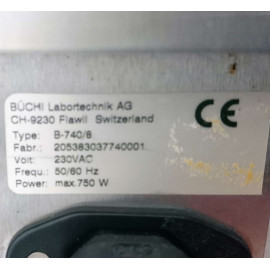 BÜCHI Labortechnik AG
CH-9230 Flawil Switzerland
Type: B-740/8
Fabr.: 205383037740001
Volt: 230VAC
Frequ.: 50/60 Hz
Power: max.750 W
CE